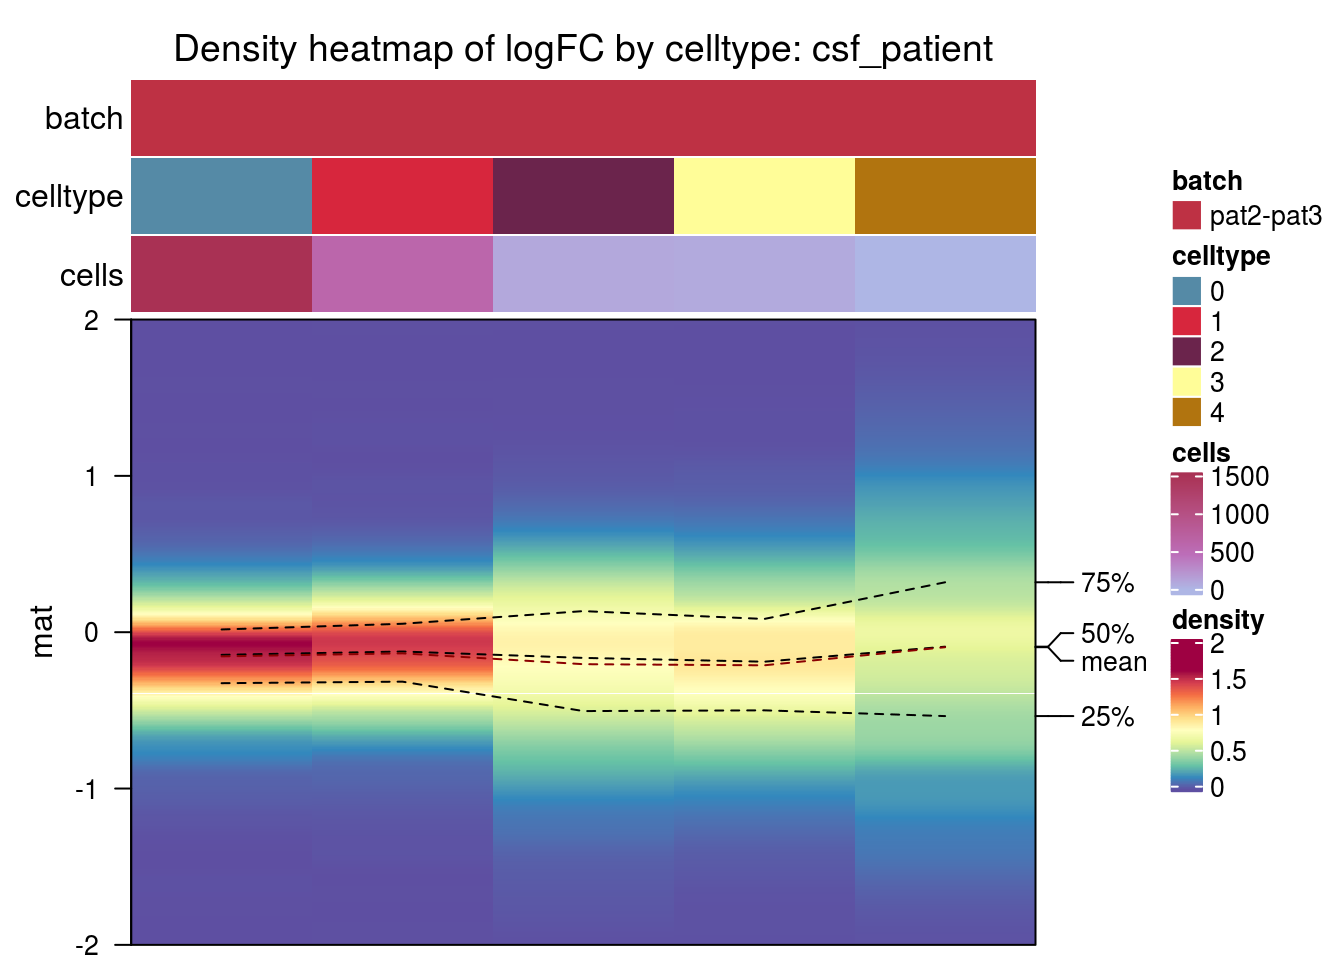 Density heatmap of logFC by celltype: csf_patient
batch
celltype
cells
2
1
0
-1
-2
mat
75%
50%
mean
25%
batch
pat2-pat3
celltype
0
1
2
3
4
cells
1500
1000
500
0
density
2
1.5
1
0.5
0